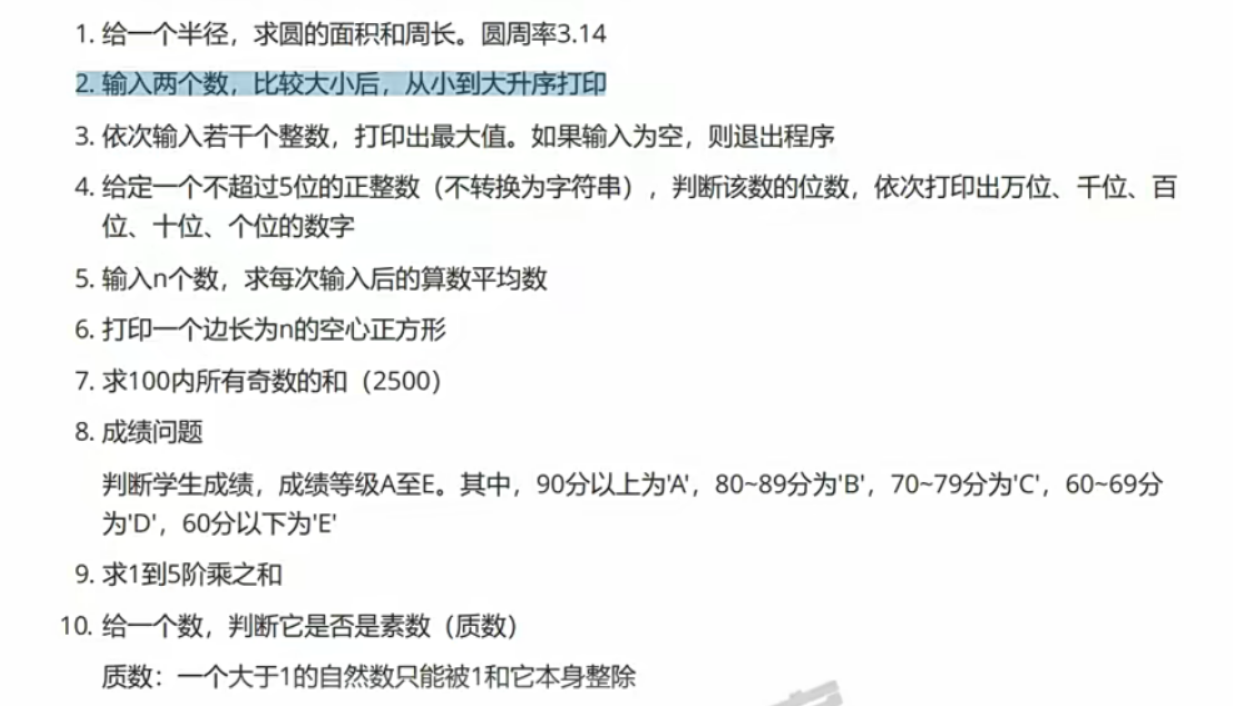 1. 给一个半径，求圆的面积和周长。圆周率3.14
2. 输入两个数，比较大小后，从小到大升序打印
3. 依次输入若干个整数，打印出最大值。如果输入为空，则退出程序
4. 给定一个不超过5位的正整数（不转换为字符串），判断该数的位数，依次打印出万位、千位、百
位、十位、个位的数字
5. 输入n个数，求每次输入后的算数平均数
6. 打印一个边长为n的空心正方形
7. 求100内所有奇数的和（2500）
8. 成绩问题
判断学生成绩，成绩等级A至E。其中，90分以上为'A'，80~89分为'B'，70~79分为'C'，60~69分
为'D'，60分以下为'E'
9. 求1到5阶乘之和
10. 给一个数，判断它是否是素数（质数）
质数：一个大于1的自然数只能被1和它本身整除